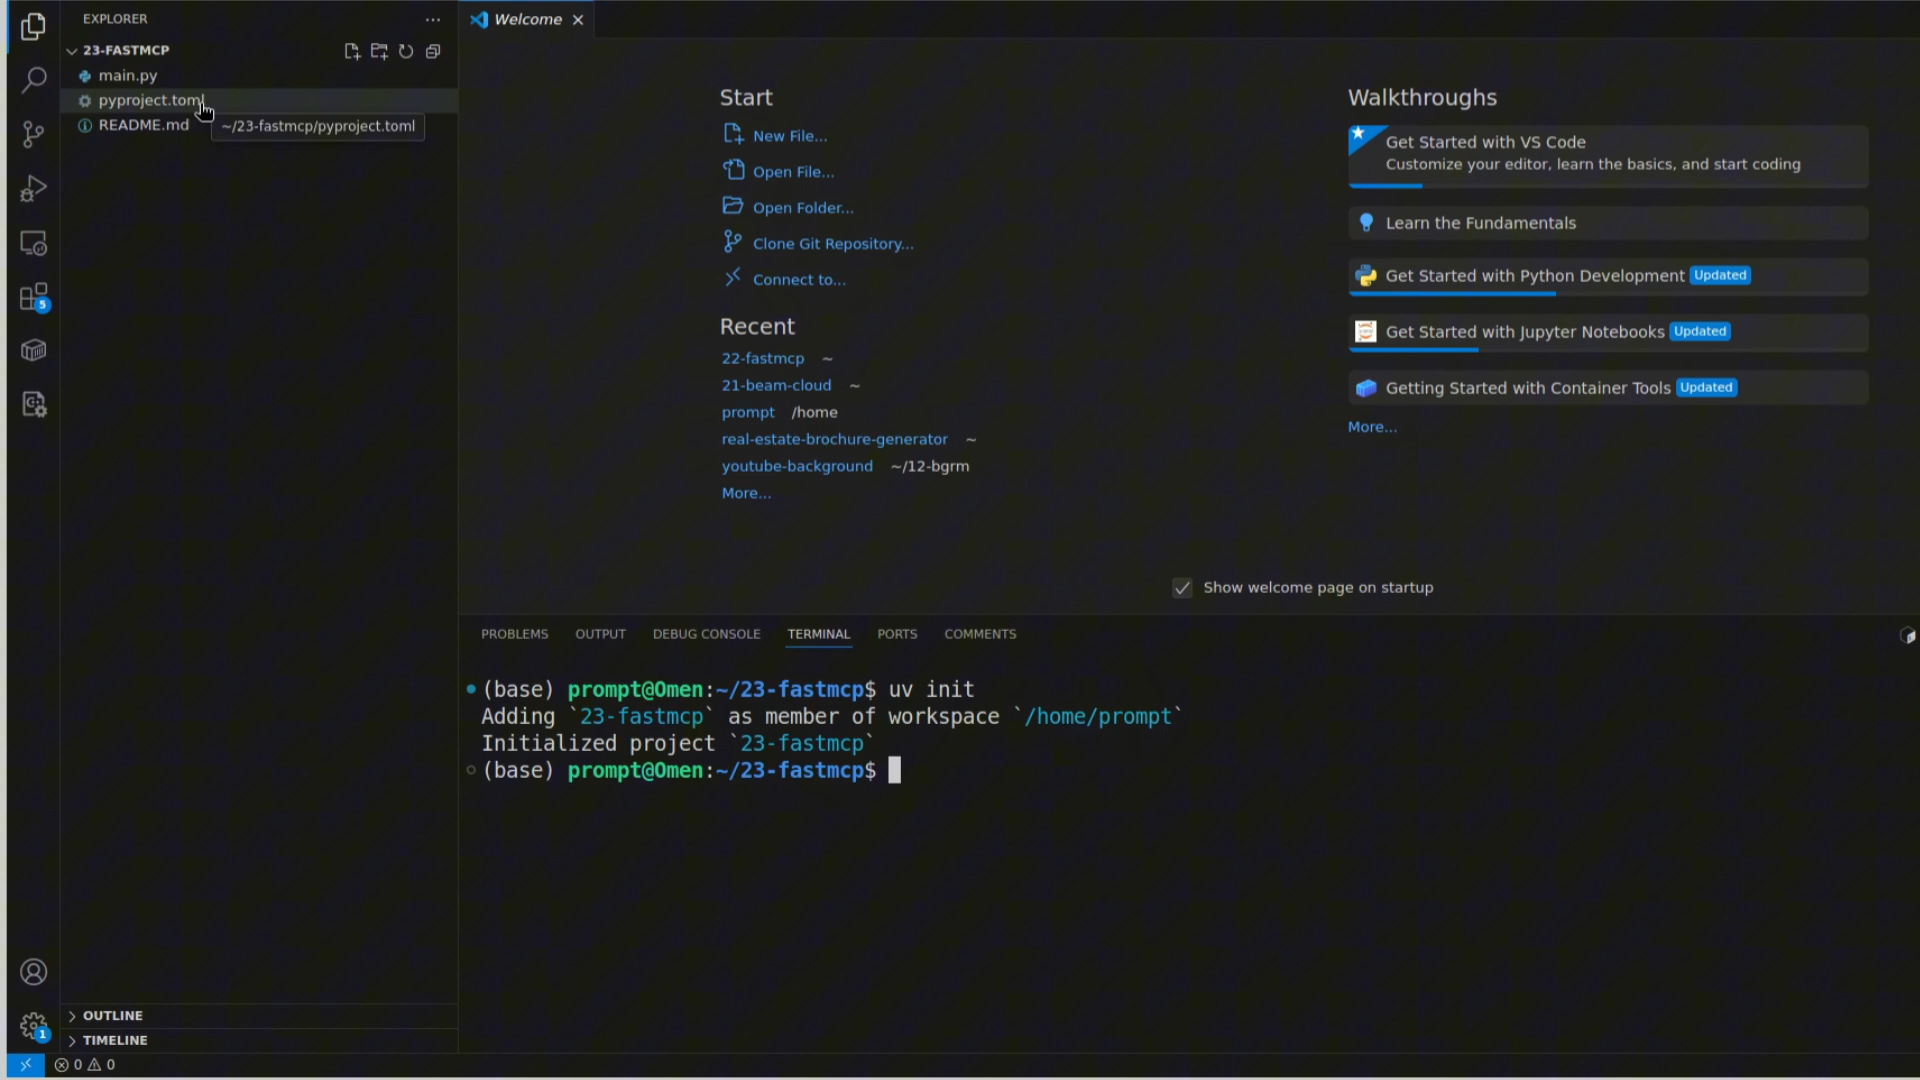 EXPLORER
23-FASTMCP
main.py
pyproject.toml
README.md
~/23-fastmcp/pyproject.toml
5
OUTLINE
TIMELINE
1
0 0
Welcome
Start
New File...
Open File...
Open Folder...
Clone Git Repository...
Connect to...
Recent
22-fastmcp ~
21-beam-cloud ~
prompt /home
real-estate-brochure-generator ~
youtube-background ~/12-bgrm
More...
Walkthroughs
Get Started with VS Code
Customize your editor, learn the basics, and start coding
Learn the Fundamentals
Get Started with Python Development Updated
Get Started with Jupyter Notebooks Updated
Getting Started with Container Tools Updated
More...
Show welcome page on startup
PROBLEMS OUTPUT DEBUG CONSOLE TERMINAL PORTS COMMENTS
(base) prompt@Omen:~/23-fastmcp$ uv init
Adding `23-fastmcp` as member of workspace `/home/prompt`
Initialized project `23-fastmcp`
(base) prompt@Omen:~/23-fastmcp$